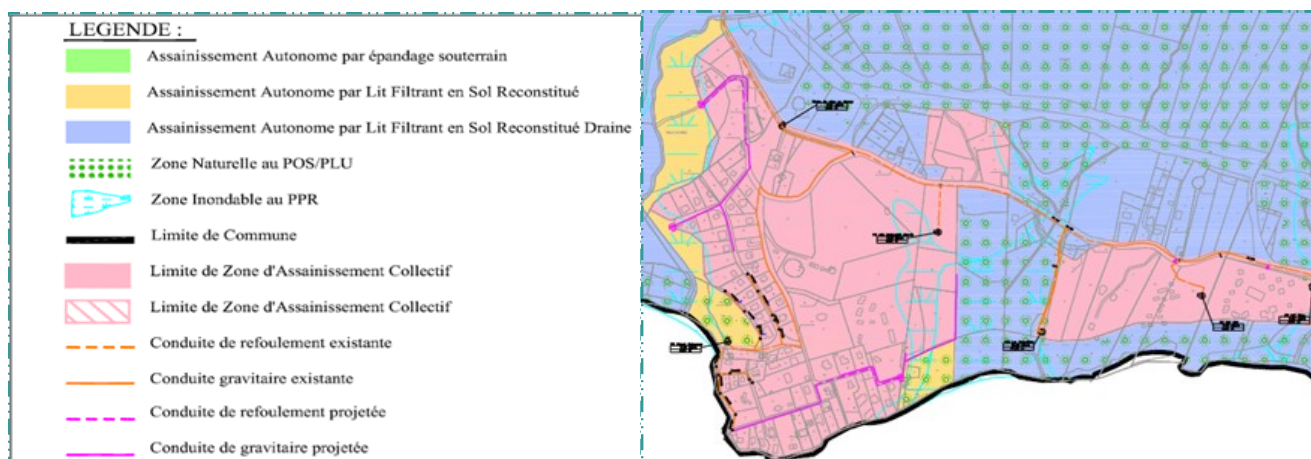 LEGENDE :
Assainissement Autonome par épandage souterrain
Assainissement Autonome par Lit Filtrant en Sol Reconstitué
Assainissement Autonome par Lit Filtrant en Sol Reconstitué Draine
Zone Naturelle au POS/PLU
Zone Inondable au PPR
Limite de Commune
Limite de Zone d'Assainissement Collectif
Limite de Zone d'Assainissement Collectif
Conduite de refoulement existante
Conduite gravitaire existante
Conduite de refoulement projetée
Conduite de gravitaire projetée